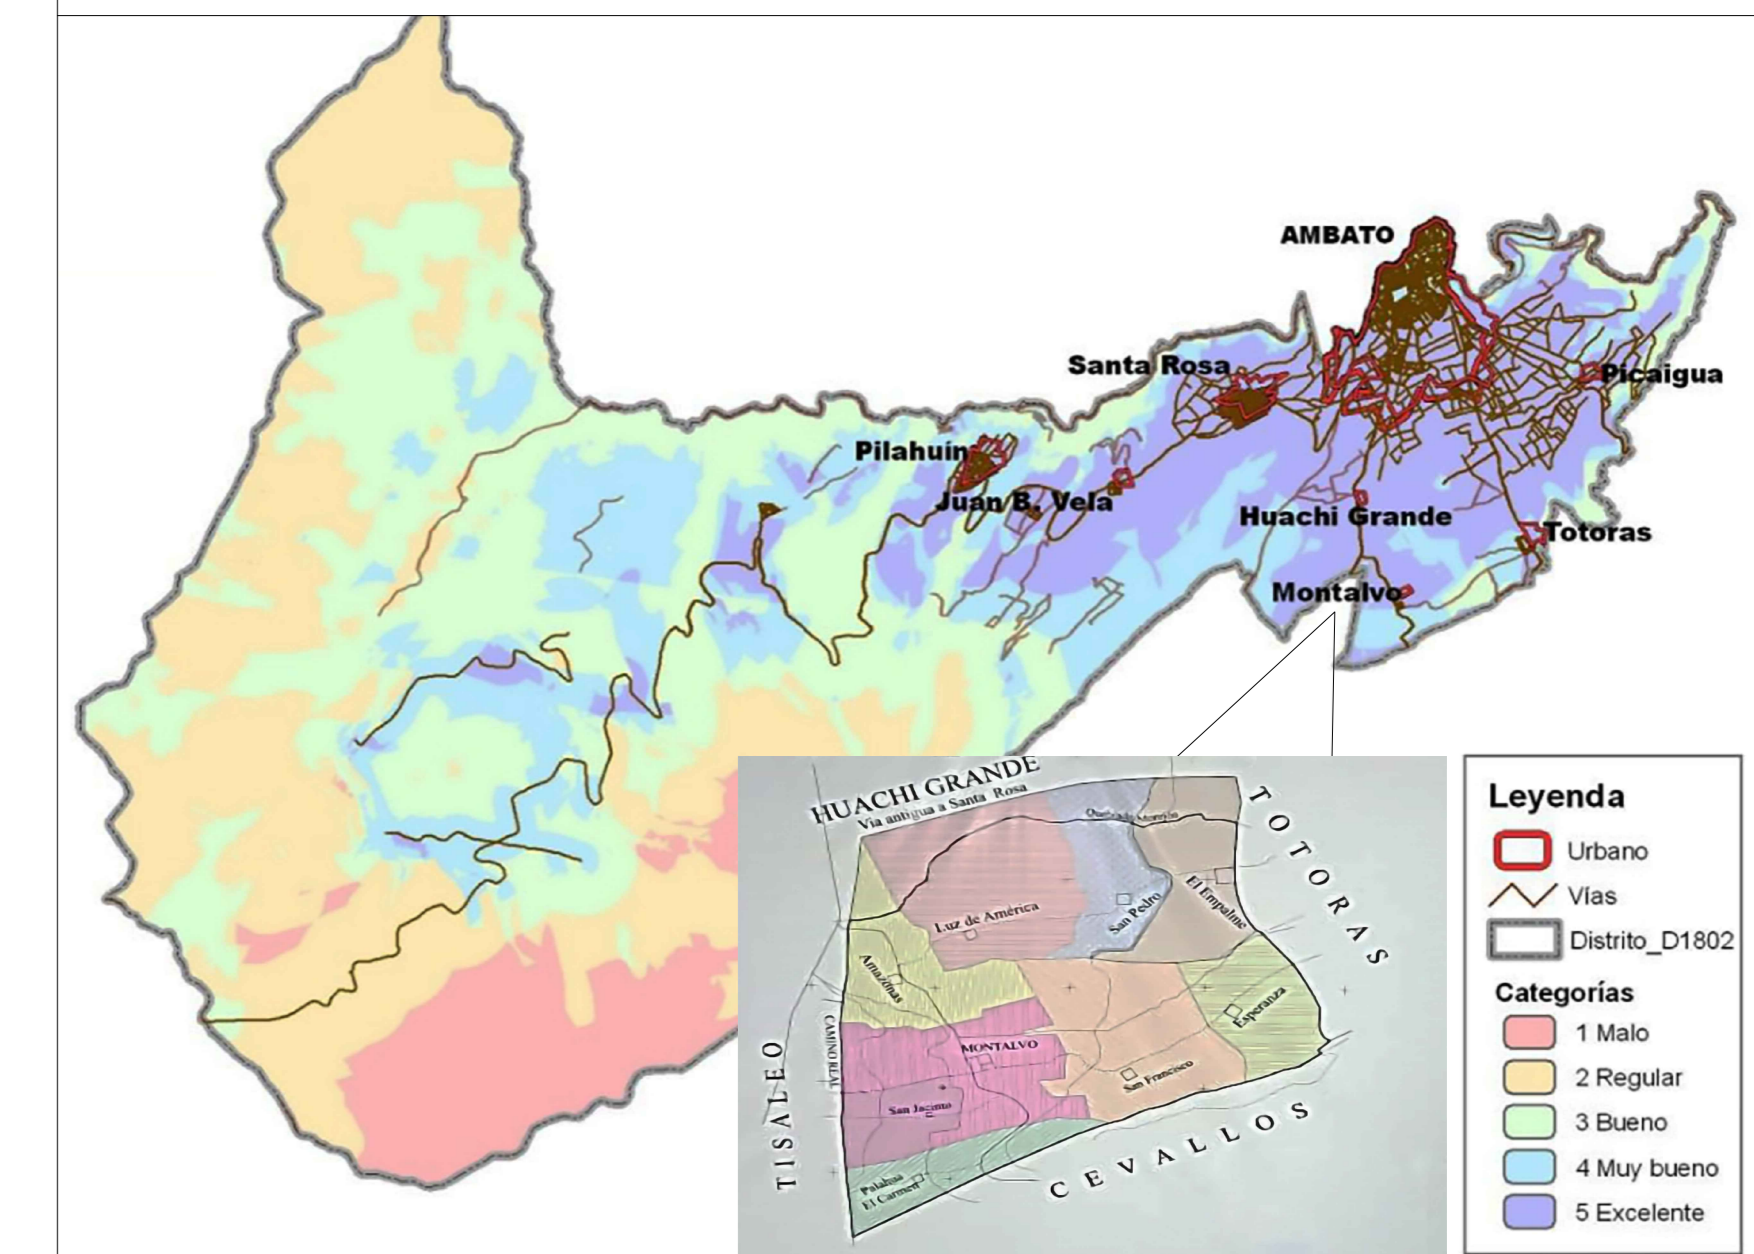 AMBATO
Santa Rosa
Picaigua
Pilahuín
Juan B. Vela
Huachi Grande
Totoras
Montalvo
HUACHI GRANDE
Via antigua a Santa Rosa
TOTORAS
Luz de América
San Pedro
El Empalme
Amazonas
Esperanza
CAMINO REAL
MONTALVO
San Francisco
San Jacinto
TISALEO
CEVALLOS
Palahua
El Carmen
Leyenda
Urbano
Vías
Distrito_D1802
Categorías
1 Malo
2 Regular
3 Bueno
4 Muy bueno
5 Excelente